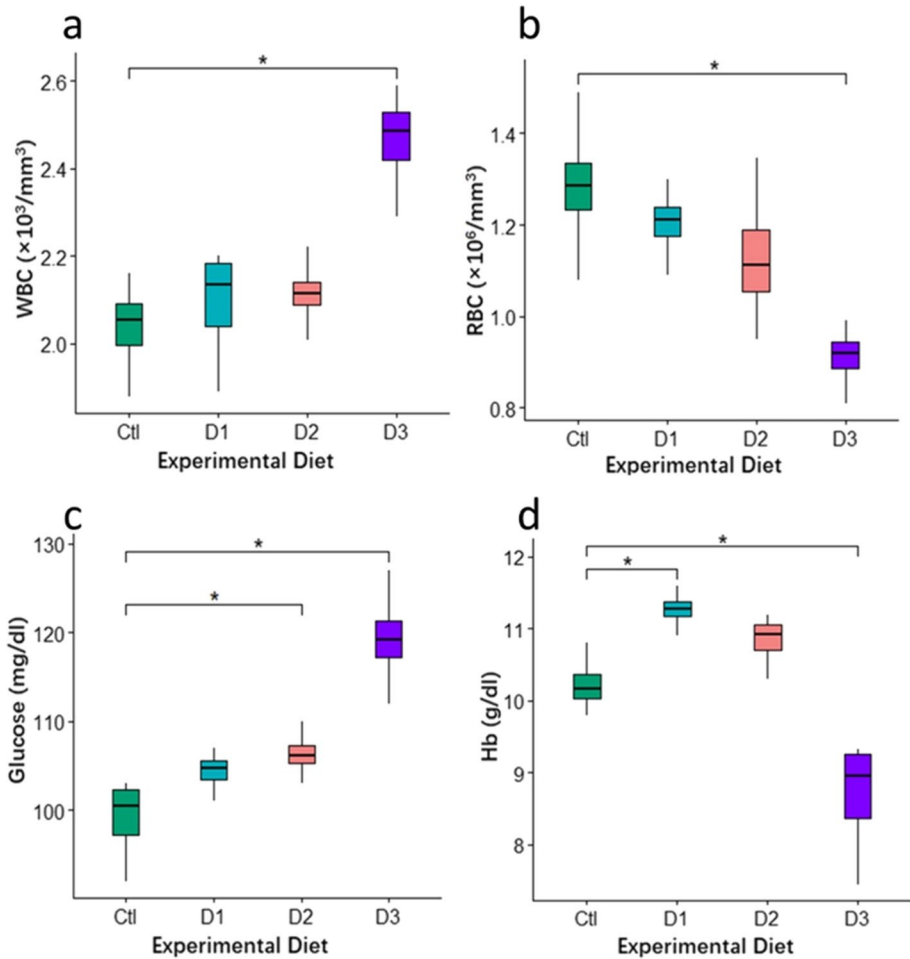 a
WBC (×10³/mm³)
2.6
2.4
2.2
2.0
*
Ctl D1 D2 D3
Experimental Diet
b
RBC (×10⁶/mm³)
1.4
1.2
1.0
0.8
*
Ctl D1 D2 D3
Experimental Diet
c
Glucose (mg/dl)
130
120
110
100
*
*
Ctl D1 D2 D3
Experimental Diet
d
Hb (g/dl)
12
11
10
9
8
*
*
Ctl D1 D2 D3
Experimental Diet